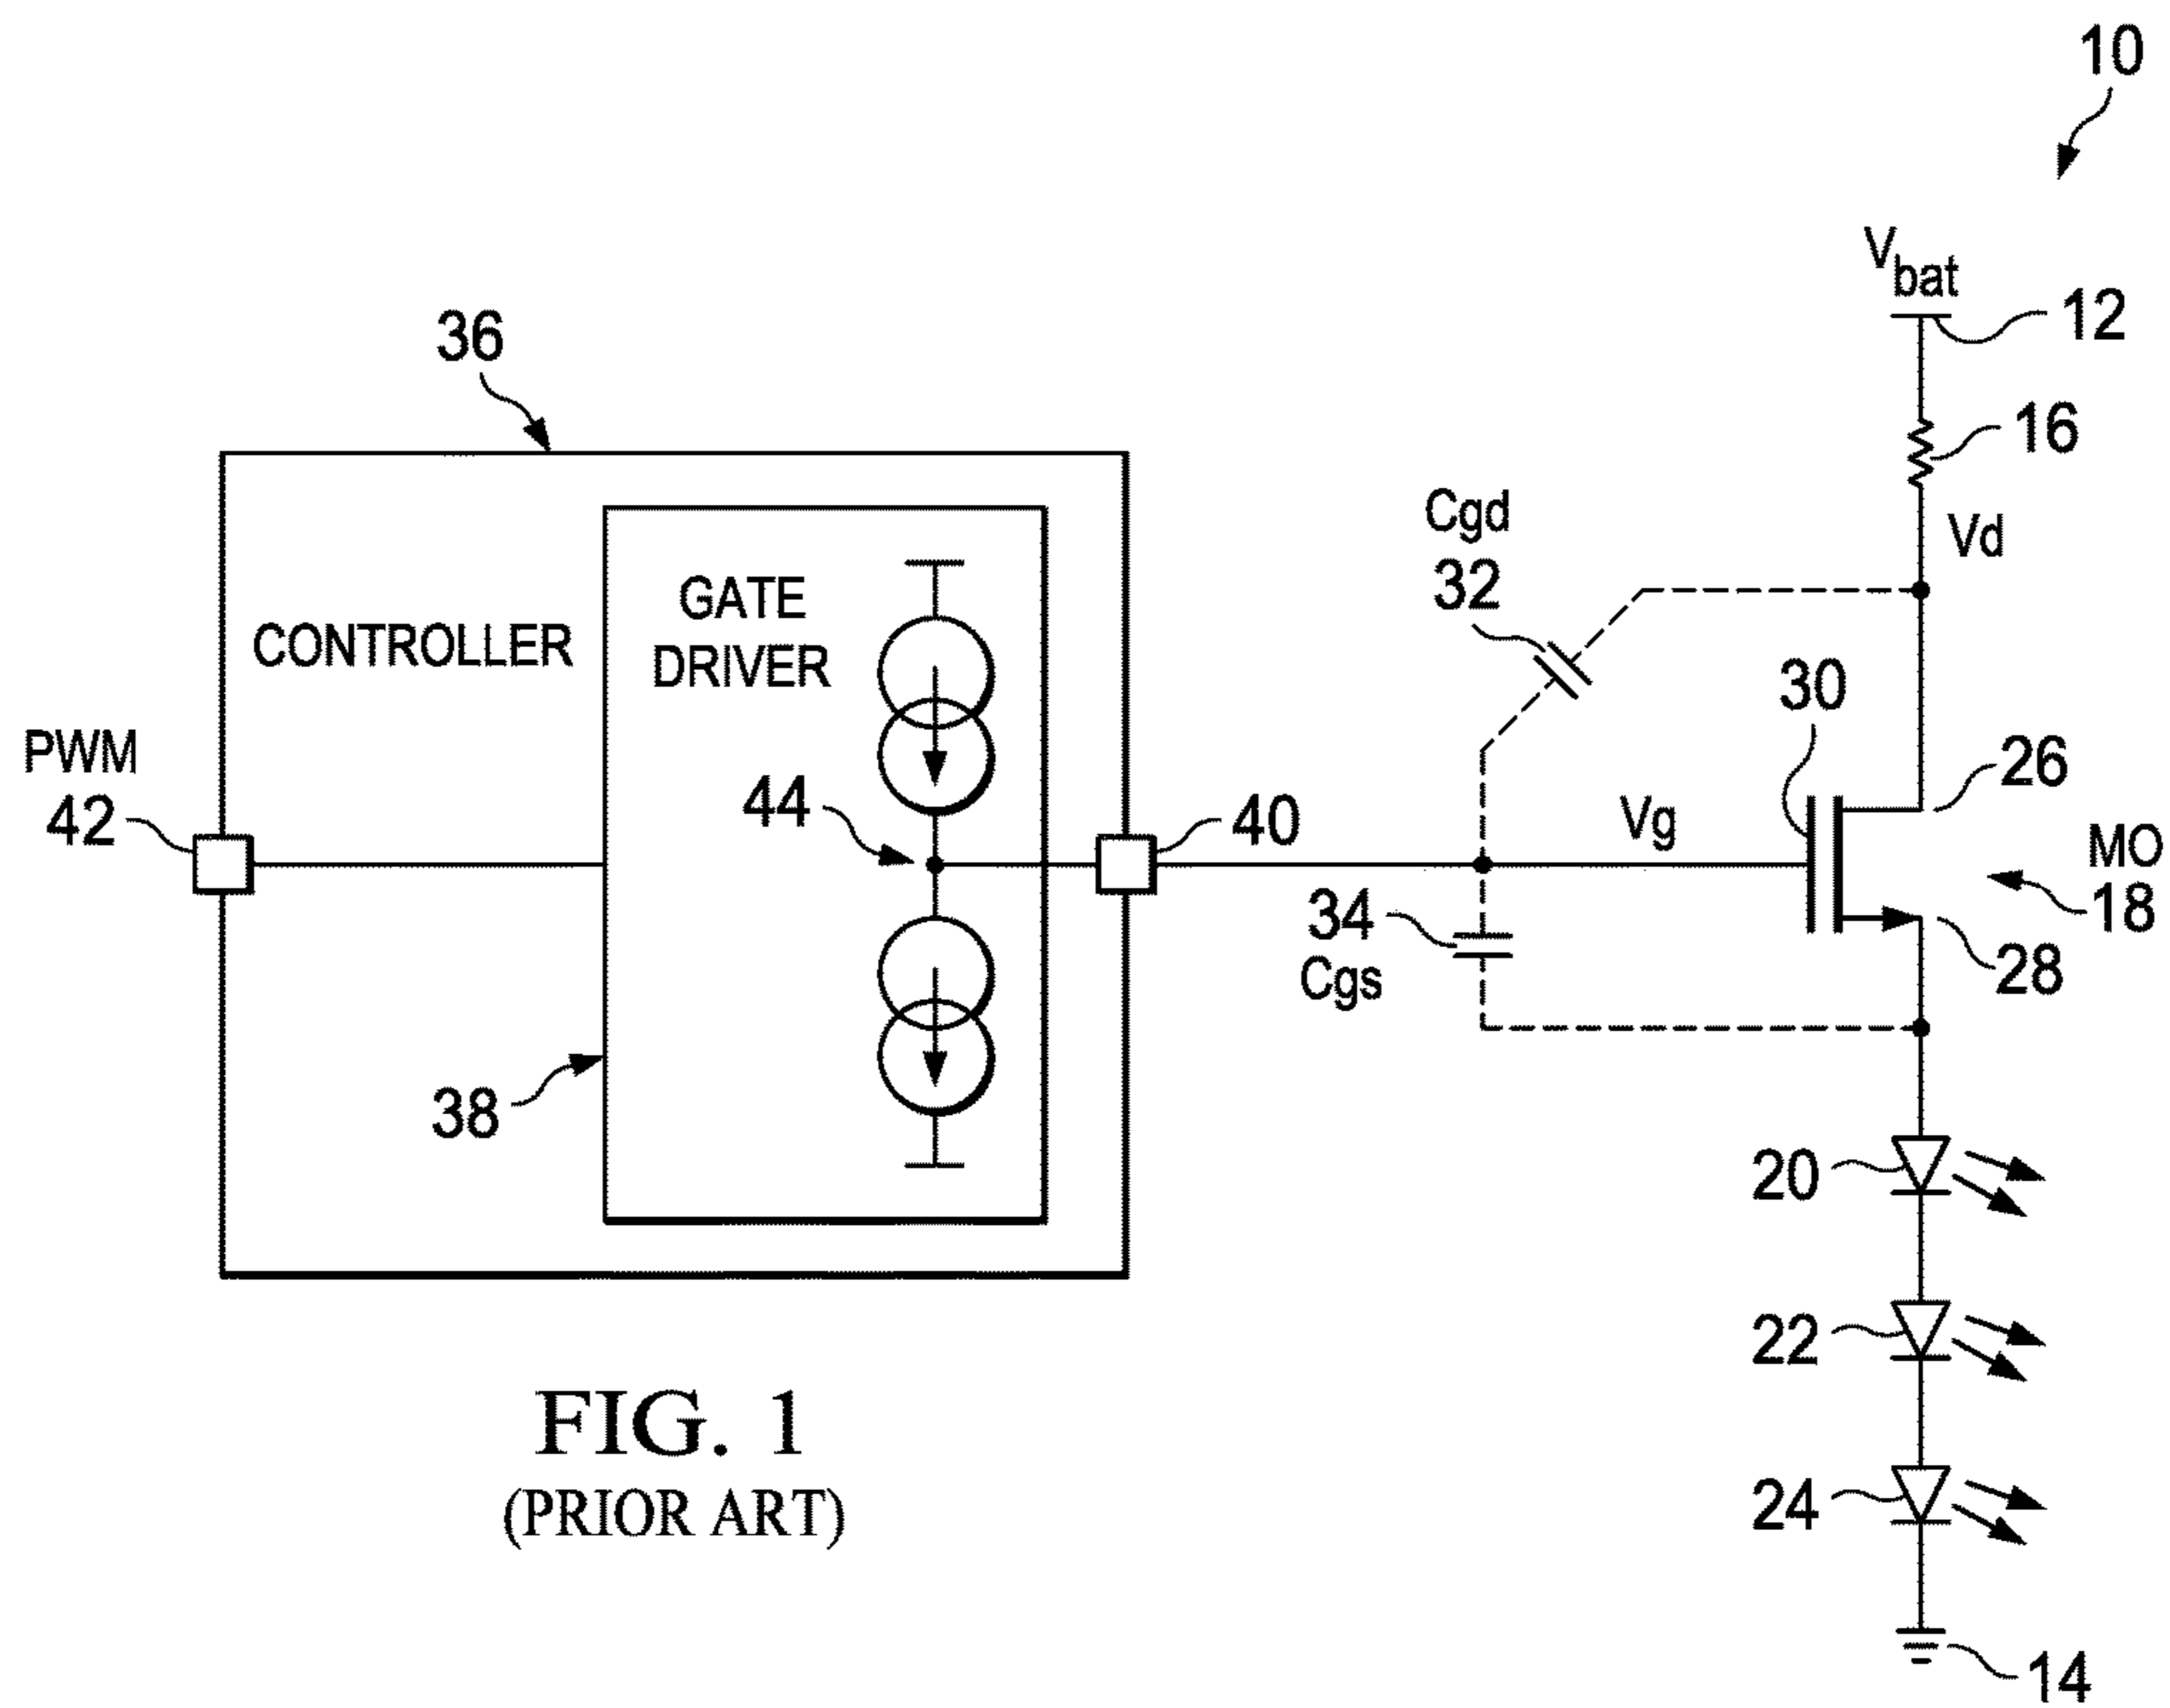 10
Vbat
12
36
16
Cgd
32
Vd
GATE
DRIVER
CONTROLLER
30
PWM
42
44
40
Vg
26
MO
18
34
Cgs
28
38
20
22
24
14
FIG. 1
(PRIOR ART)